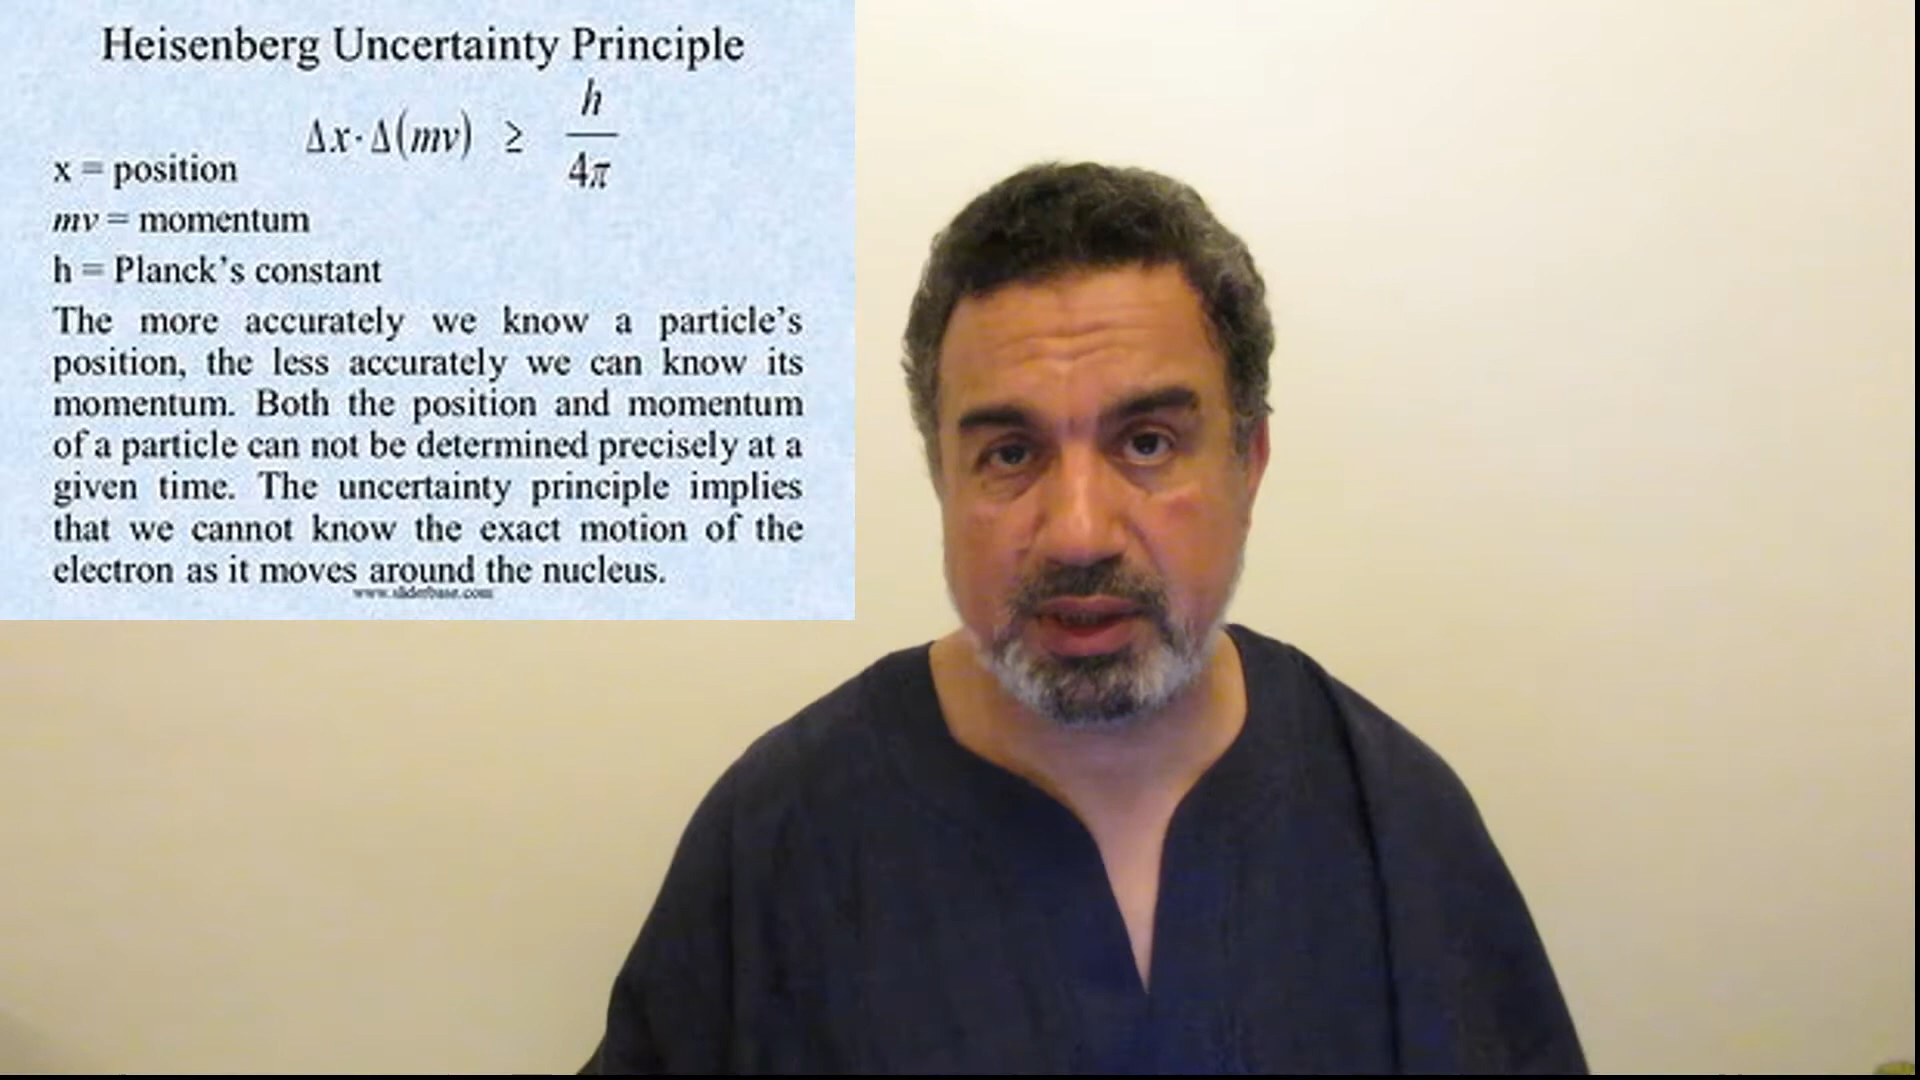 Heisenberg Uncertainty Principle
Δx·Δ(mv) ≥ h/4π
x = position
mv = momentum
h = Planck's constant
The more accurately we know a particle's
position, the less accurately we can know its
momentum. Both the position and momentum
of a particle can not be determined precisely at a
given time. The uncertainty principle implies
that we cannot know the exact motion of the
electron as it moves around the nucleus.
www.sliderbase.com